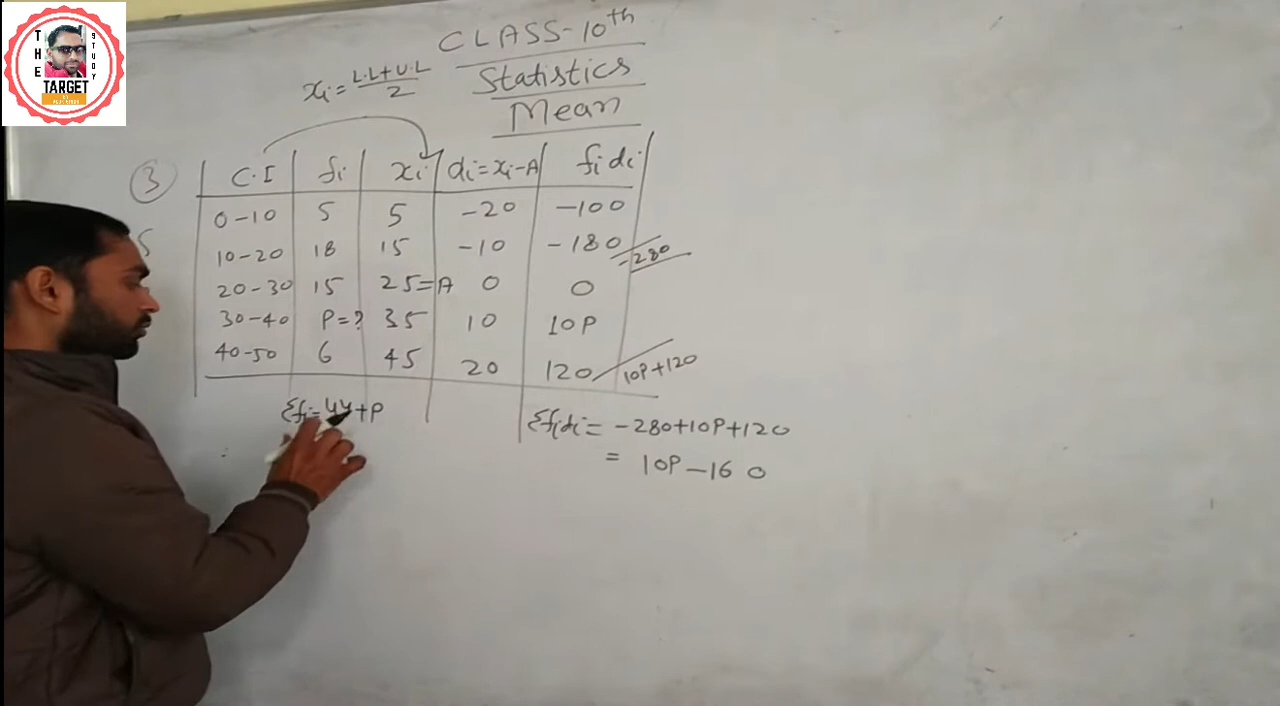 THE
STUDY
TARGET
CLASS-10th
Statistics
Mean
xi = L.L+U.L / 2
3
C.I fi xi di=xi-A fidi
0-10 5 5 -20 -100
10-20 18 15 -10 -180
-280
20-30 15 25=A 0 0
30-40 P=? 35 10 10P
40-50 6 45 20 120
10P+120
Σfi=44+P
Σfidi = -280+10P+120
= 10P-160